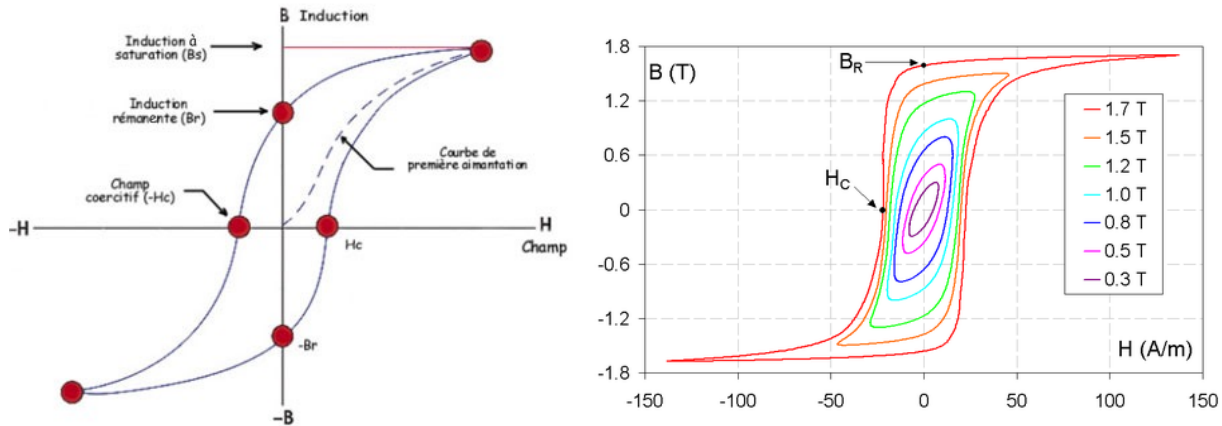 B Induction
Induction à
saturation (Bs)
Induction
rémanente (Br)
Courbe de
première aimantation
Champ
coercitif (-Hc)
-H
H
Champ
Hc
-Br
-B
B (T)
1.8
1.2
0.6
0
-0.6
-1.2
-1.8
BR
HC
1.7 T
1.5 T
1.2 T
1.0 T
0.8 T
0.5 T
0.3 T
H (A/m)
-150 -100 -50 0 50 100 150